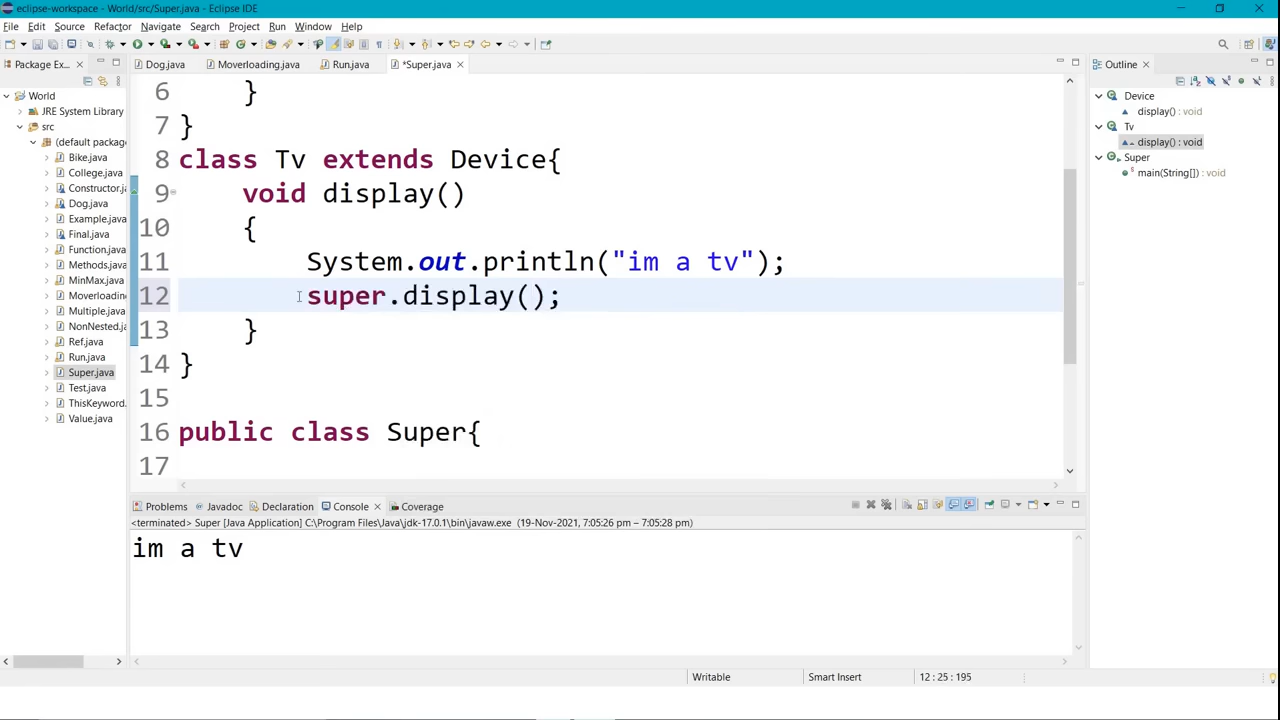 eclipse-workspace - World/src/Super.java - Eclipse IDE
File Edit Source Refactor Navigate Search Project Run Window Help
Package Ex... Dog.java Moverloading.java Run.java *Super.java Outline
World
JRE System Library
src
(default package
Bike.java
College.java
Constructor.ja
Dog.java
Example.java
Final.java
Function.java
Methods.java
MinMax.java
Moverloading
Multiple.java
NonNested.ja
Ref.java
Run.java
Super.java
Test.java
ThisKeyword.
Value.java
6 }
7 }
8 class Tv extends Device{
9 void display()
10 {
11 System.out.println("im a tv");
12 super.display();
13 }
14 }
15
16 public class Super{
17
Device
display() : void
Tv
display() : void
Super
main(String[]) : void
Problems Javadoc Declaration Console Coverage
<terminated> Super [Java Application] C:\Program Files\Java\jdk-17.0.1\bin\javaw.exe (19-Nov-2021, 7:05:26 pm – 7:05:28 pm)
im a tv
Writable Smart Insert 12 : 25 : 195